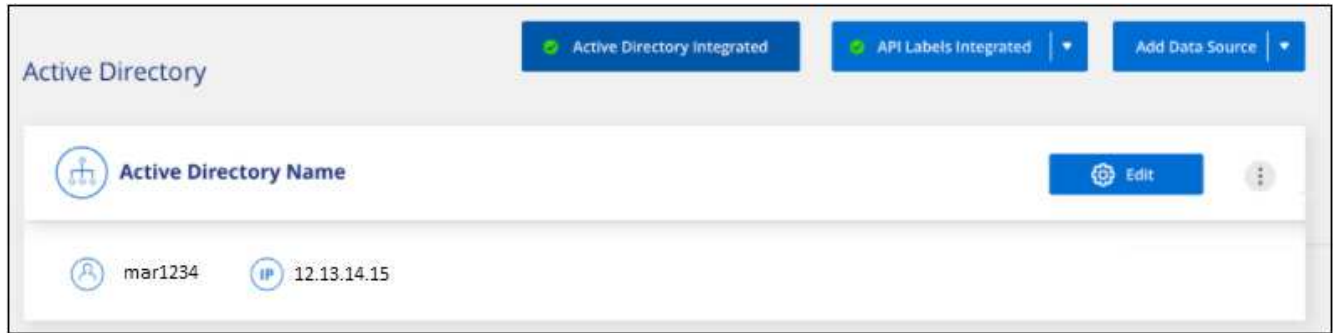 Active Directory Integrated
API Labels Integrated
Add Data Source
Active Directory
Active Directory Name
Edit
mar1234
IP
12.13.14.15